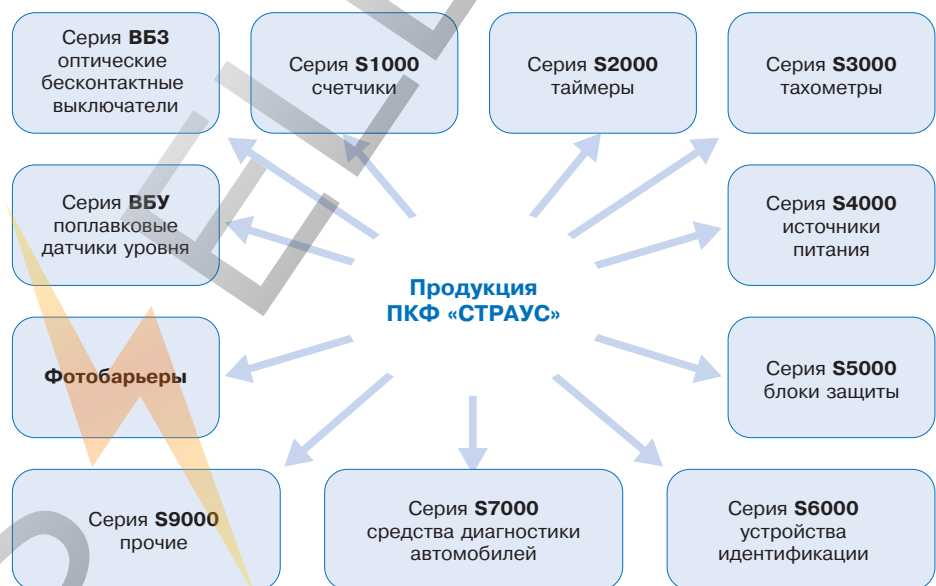 Серия ВБ3
оптические
бесконтактные
выключатели
Серия S1000
счетчики
Серия S2000
таймеры
Серия S3000
тахометры
Серия ВБУ
поплавковые
датчики уровня
Серия S4000
источники
питания
Продукция
ПКФ «СТРАУС»
Фотобарьеры
Серия S5000
блоки защиты
Серия S9000
прочие
Серия S7000
средства диагностики
автомобилей
Серия S6000
устройства
идентификации